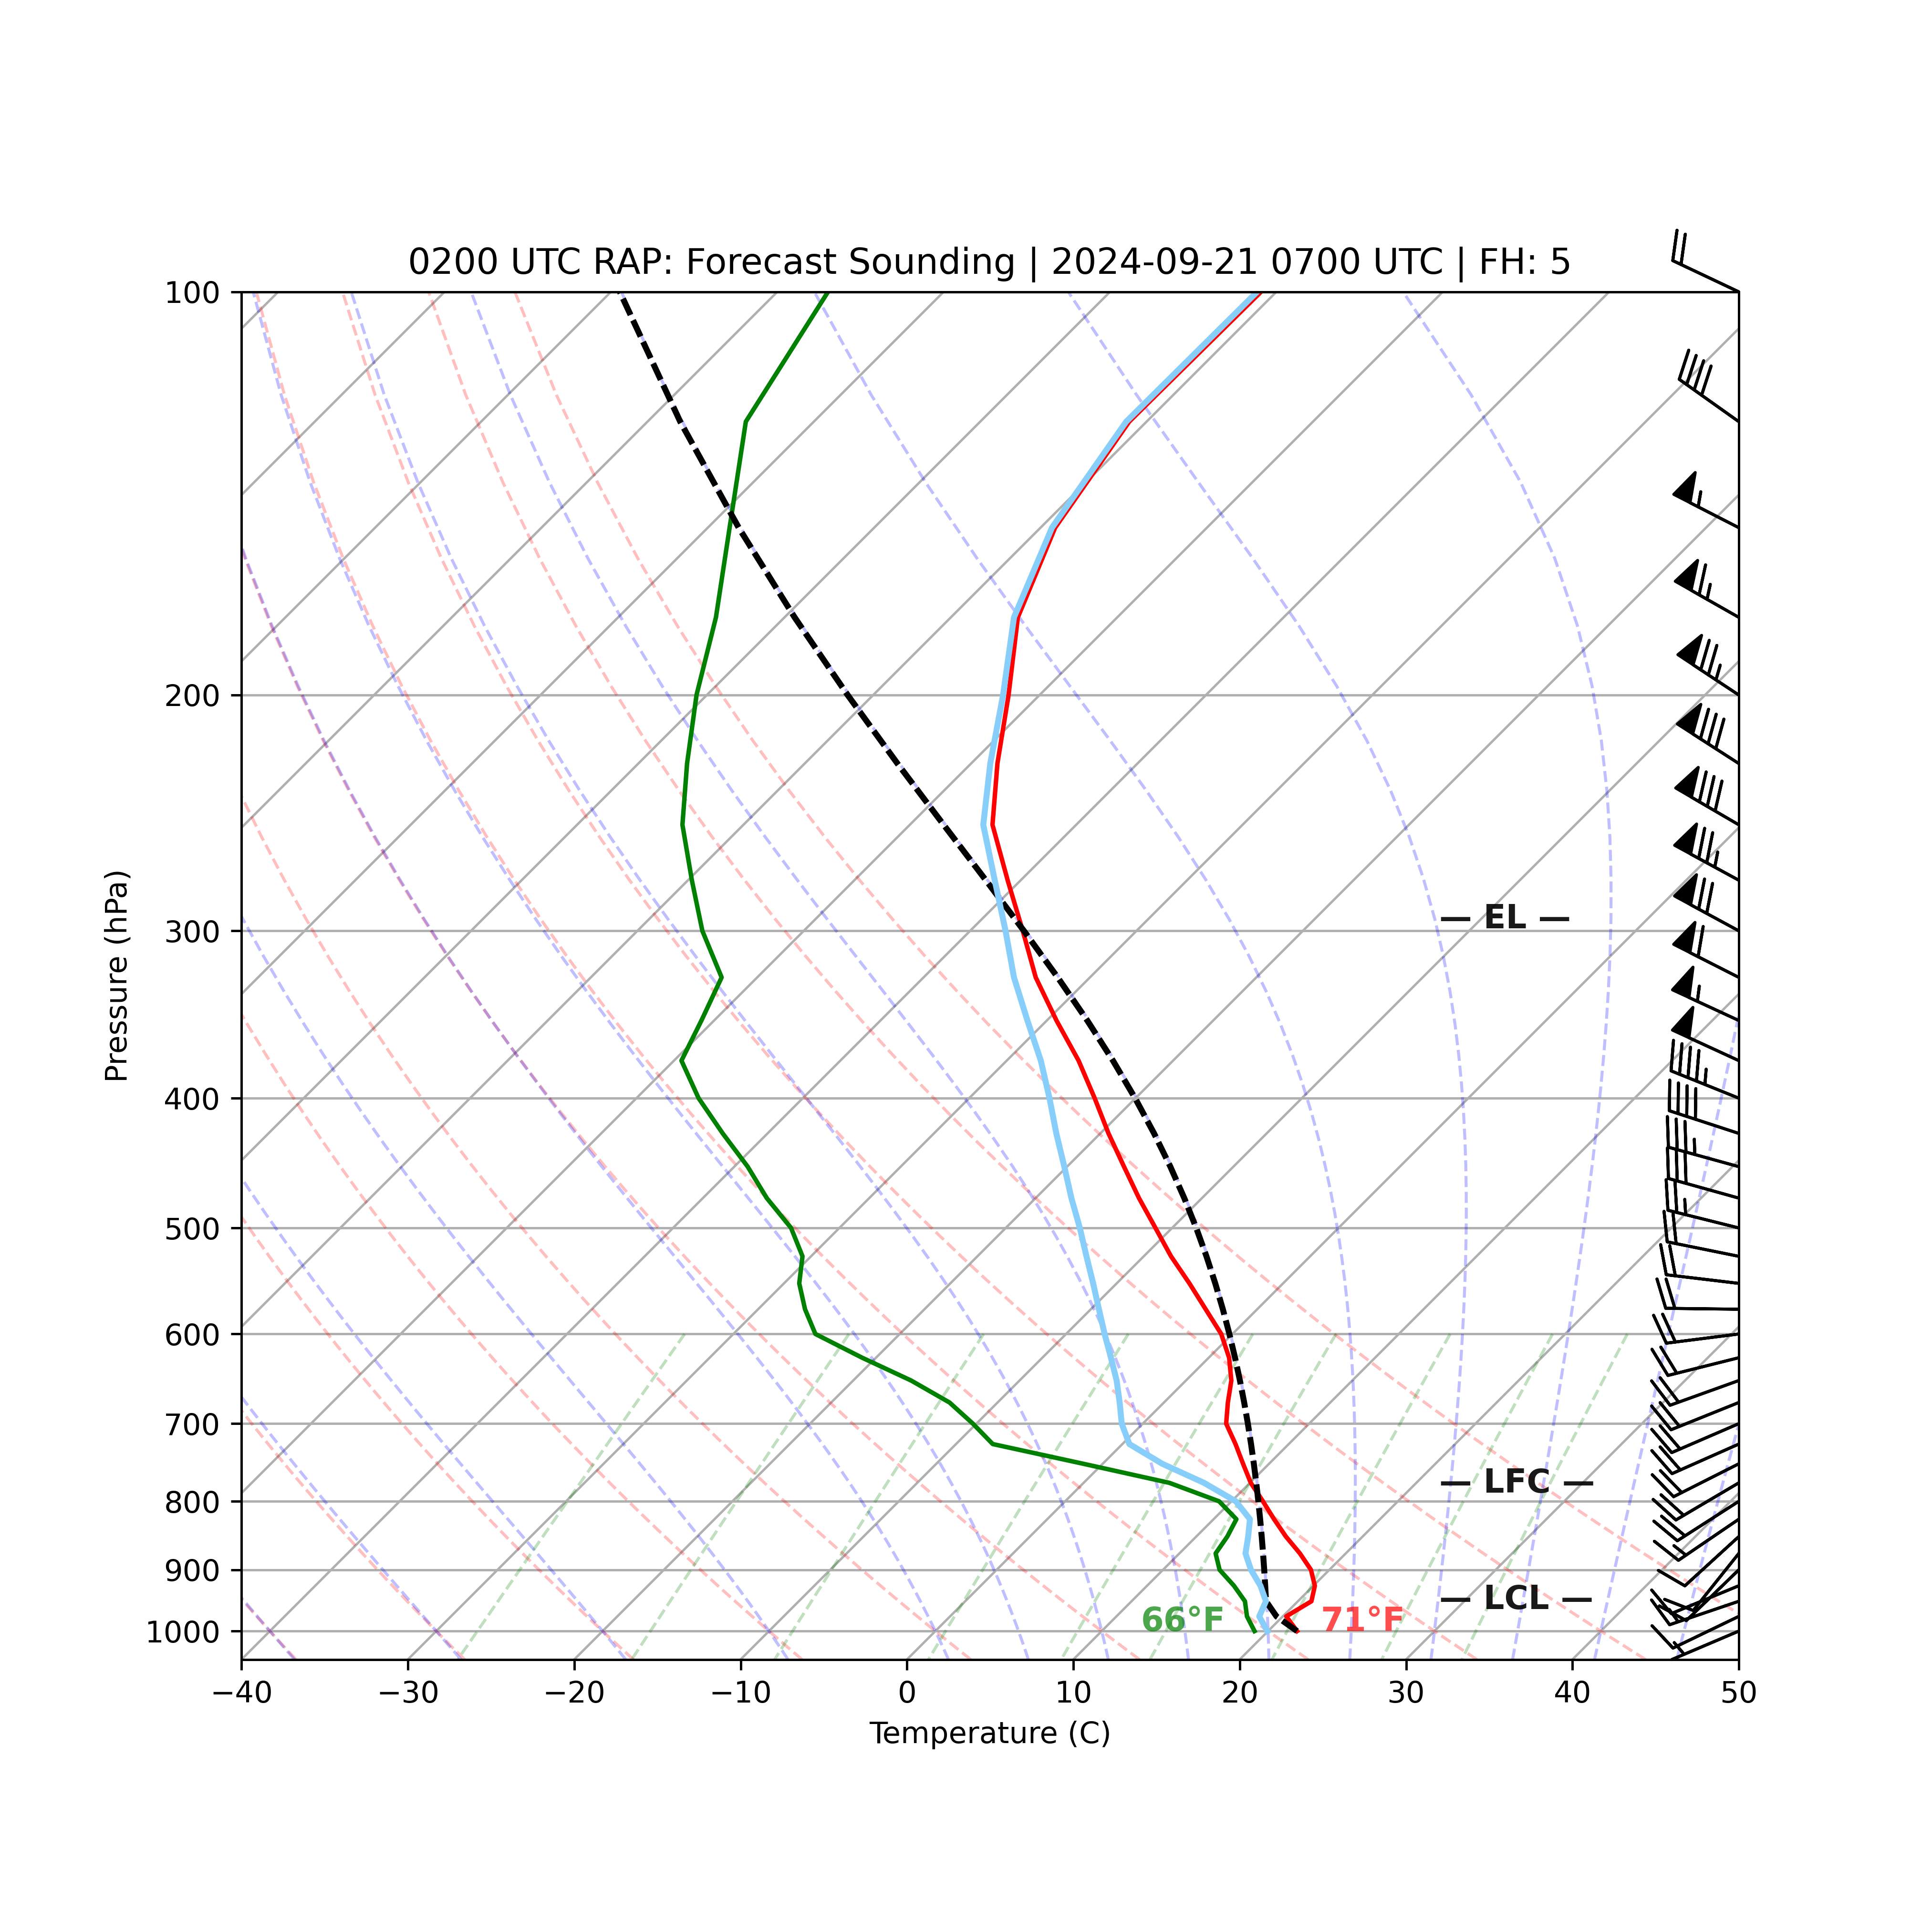 0200 UTC RAP: Forecast Sounding | 2024-09-21 0700 UTC | FH: 5
100
200
300
400
500
600
700
800
900
1000
Pressure (hPa)
— EL —
— LFC —
— LCL —
66°F
71°F
−40 −30 −20 −10 0 10 20 30 40 50
Temperature (C)